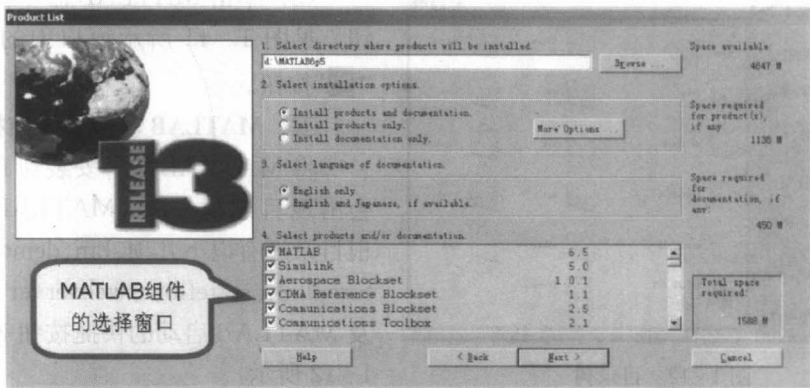 Product List
1. Select directory where products will be installed.
d:\MATLAB6p5
Browse ...
Space available:
4647 M
2. Select installation options.
Install products and documentation.
Install products only.
Install documentation only.
More Options ...
Space required
for product(s),
if any
1138 M
3. Select language of documentation.
English only
English and Japanese, if available.
Space required
for
documentation, if
any:
450 M
4. Select products and/or documentation.
MATLAB 6.5
Simulink 5.0
Aerospace Blockset 1.0.1
CDMA Reference Blockset 1.1
Communications Blockset 2.5
Communications Toolbox 2.1
Total space
required:
1588 M
RELEASE
13
MATLAB组件
的选择窗口
Help
< Back
Next >
Cancel